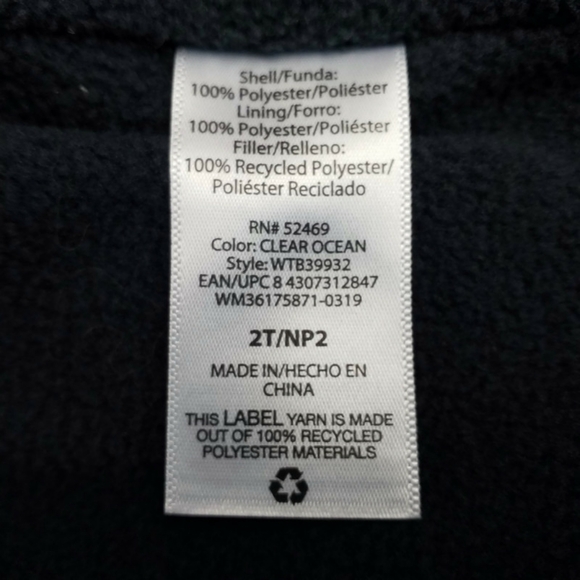 Shell/Funda:
100% Polyester/Poliéster
Lining/Forro:
100% Polyester/Poliéster
Filler/Relleno:
100% Recycled Polyester/
Poliéster Reciclado
RN# 52469
Color: CLEAR OCEAN
Style: WTB39932
EAN/UPC 8 4307312847
WM36175871-0319
2T/NP2
MADE IN/HECHO EN
CHINA
THIS LABEL YARN IS MADE
OUT OF 100% RECYCLED
POLYESTER MATERIALS